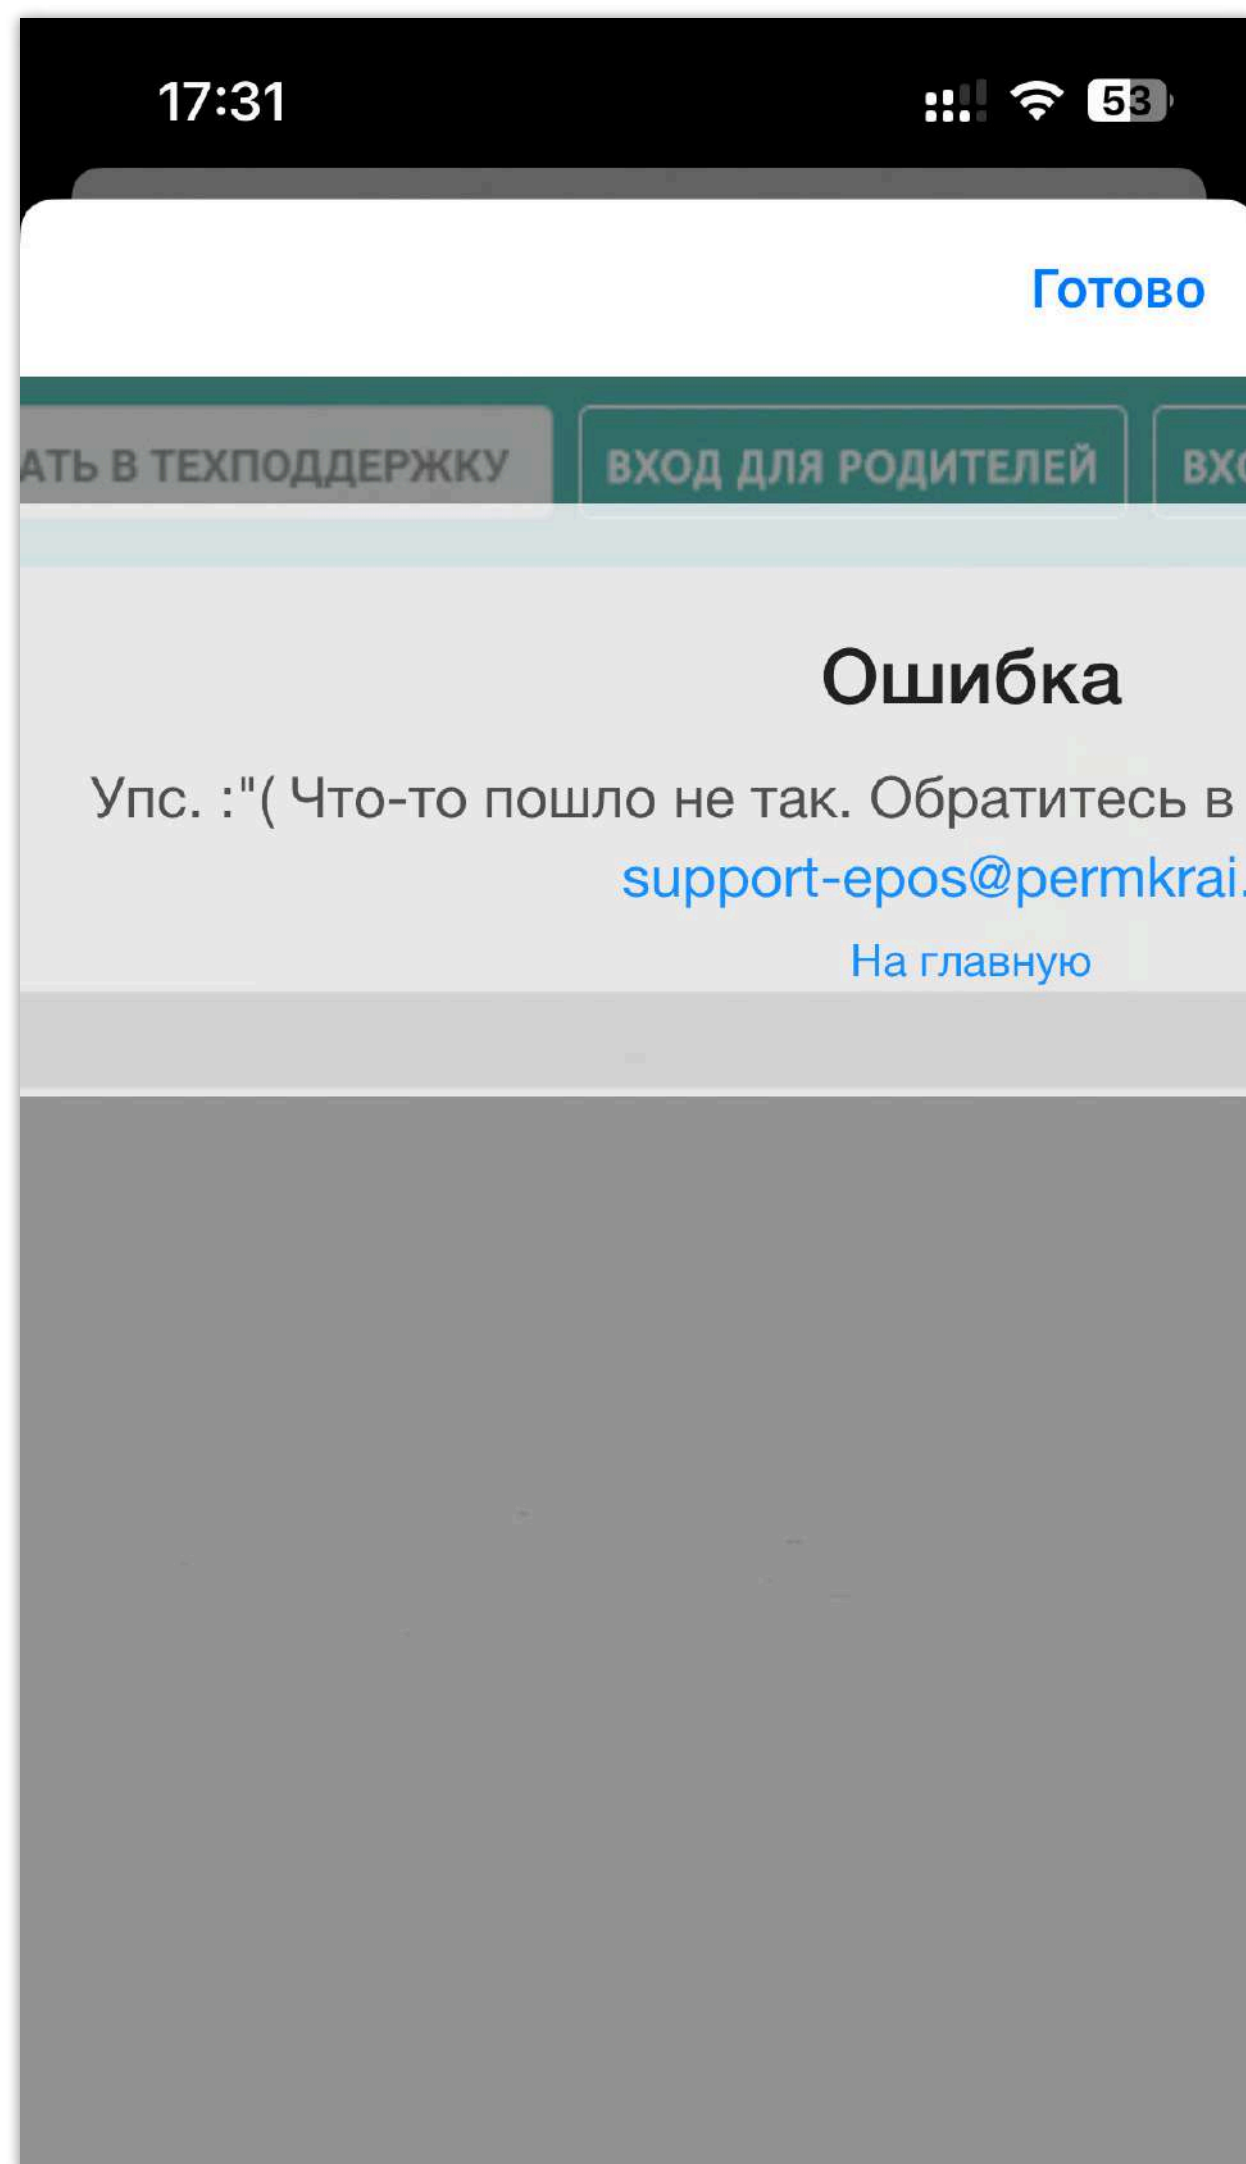 17:31
53
Готово
АТЬ В ТЕХПОДДЕРЖКУ
ВХОД ДЛЯ РОДИТЕЛЕЙ
ВХО
Ошибка
Упс. :"( Что-то пошло не так. Обратитесь в
support-epos@permkrai.
На главную